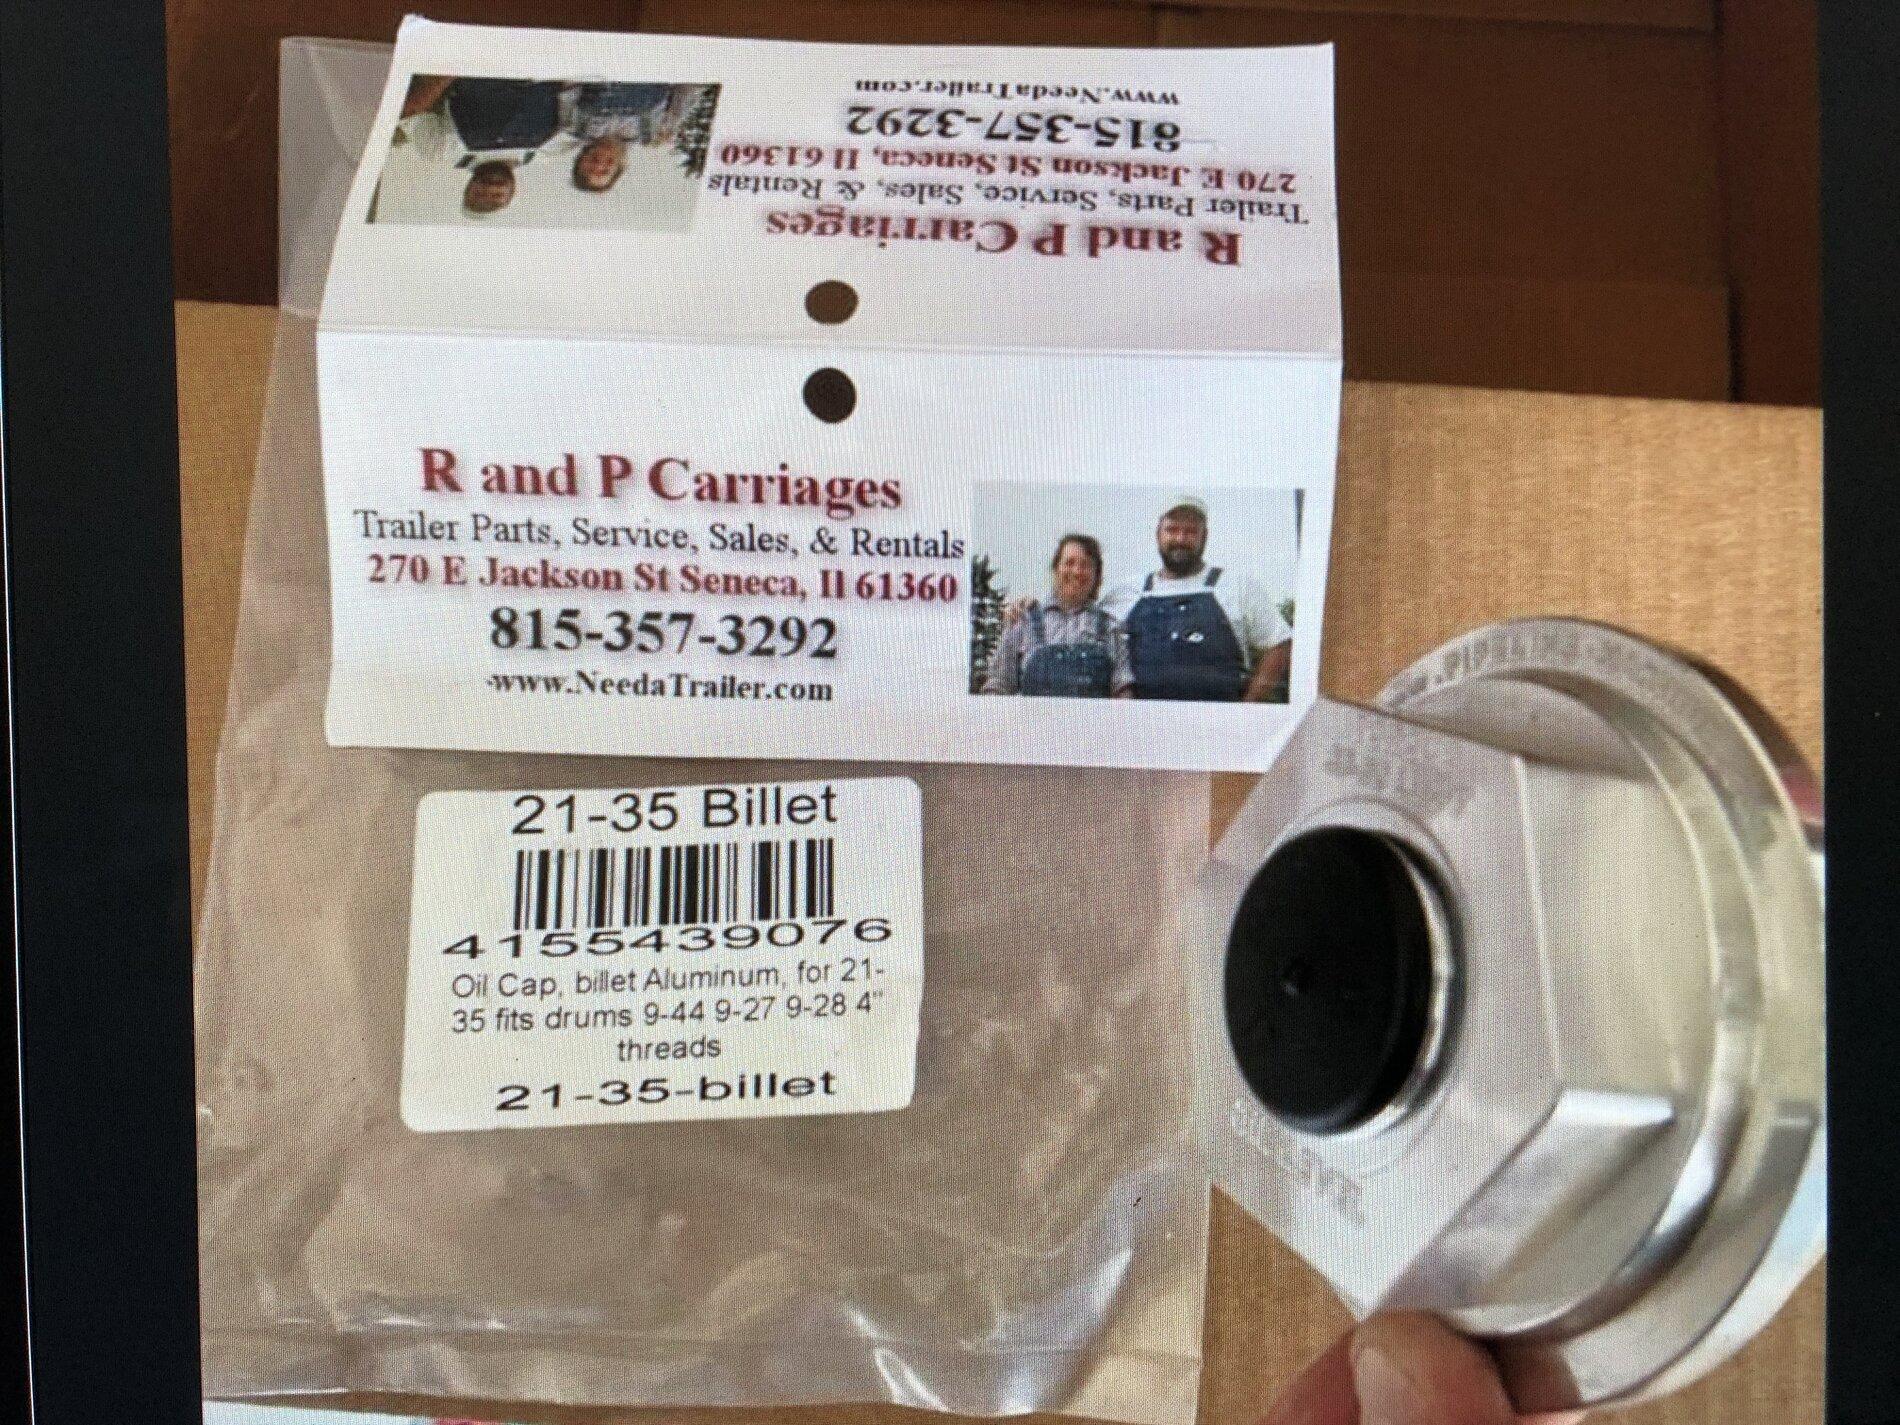 www.NeedaTrailer.com
815-357-3292
270 E Jackson St Seneca, Il 61360
Trailer Parts, Service, Sales, & Rentals
R and P Carriages
R and P Carriages
Trailer Parts, Service, Sales, & Rentals
270 E Jackson St Seneca, Il 61360
815-357-3292
www.NeedaTrailer.com
21-35 Billet
4155439076
Oil Cap, billet Aluminum, for 21-
35 fits drums 9-44 9-27 9-28 4"
threads
21-35-billet